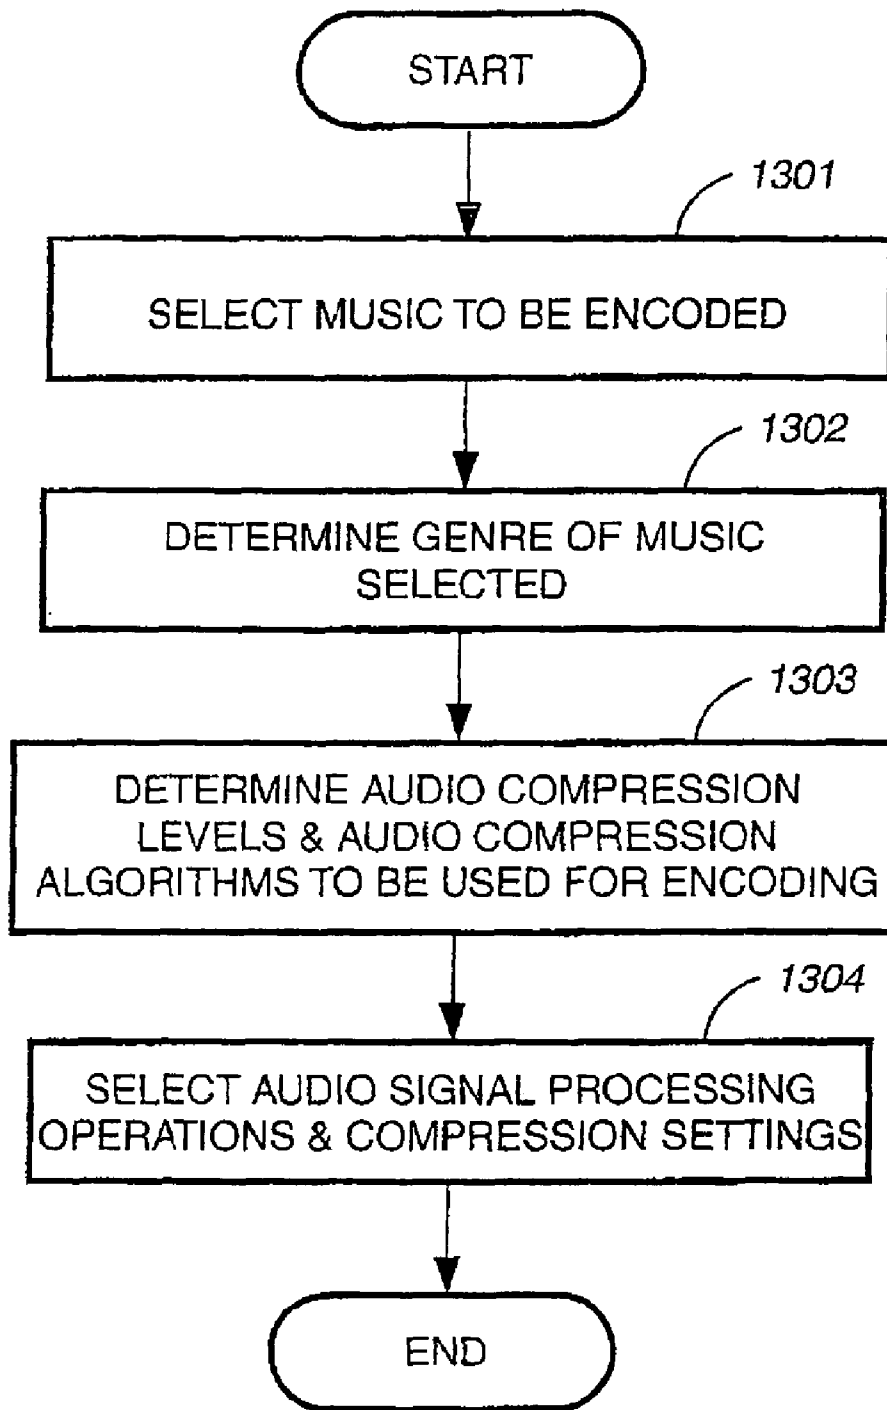 START
1301
SELECT MUSIC TO BE ENCODED
1302
DETERMINE GENRE OF MUSIC
SELECTED
1303
DETERMINE AUDIO COMPRESSION
LEVELS & AUDIO COMPRESSION
ALGORITHMS TO BE USED FOR ENCODING
1304
SELECT AUDIO SIGNAL PROCESSING
OPERATIONS & COMPRESSION SETTINGS
END